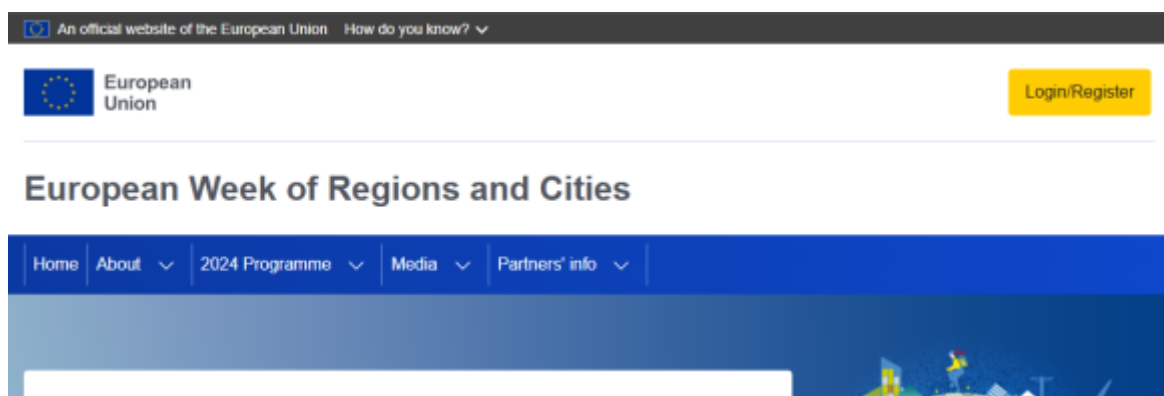 An official website of the European Union How do you know?
European
Union
Login/Register
European Week of Regions and Cities
Home About 2024 Programme Media Partners' info